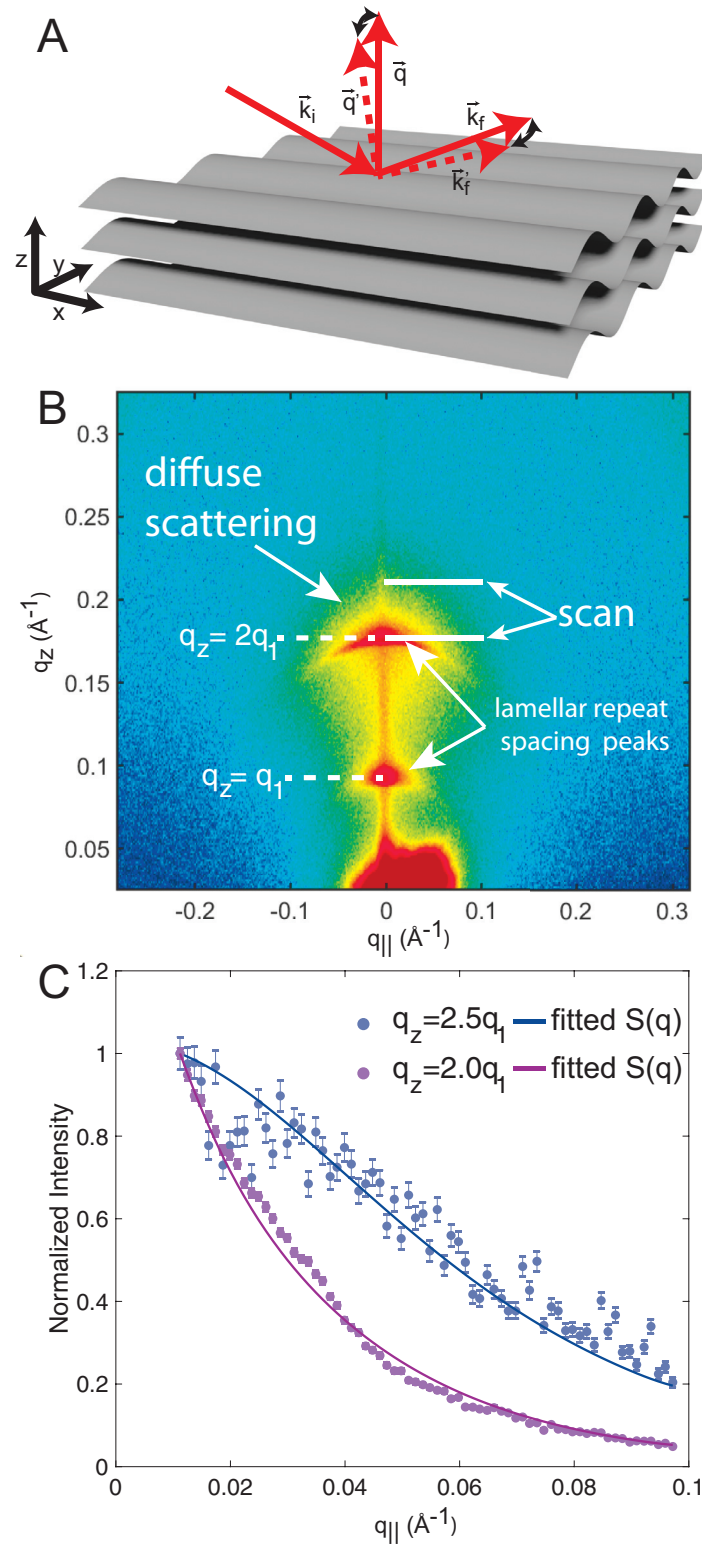 A
q⃗
q⃗'
k⃗i
k⃗f
k⃗f'
z
y
x
B
0.3
0.25
0.2
0.15
0.1
0.05
qz (Å-1)
diffuse
scattering
scan
qz= 2q1
lamellar repeat
spacing peaks
qz= q1
-0.2
-0.1
0
0.1
0.2
0.3
q|| (Å-1)
C
1.2
1
0.8
0.6
0.4
0.2
0
Normalized Intensity
qz=2.5q1 fitted S(q)
qz=2.0q1 fitted S(q)
0
0.02
0.04
0.06
0.08
0.1
q|| (Å-1)